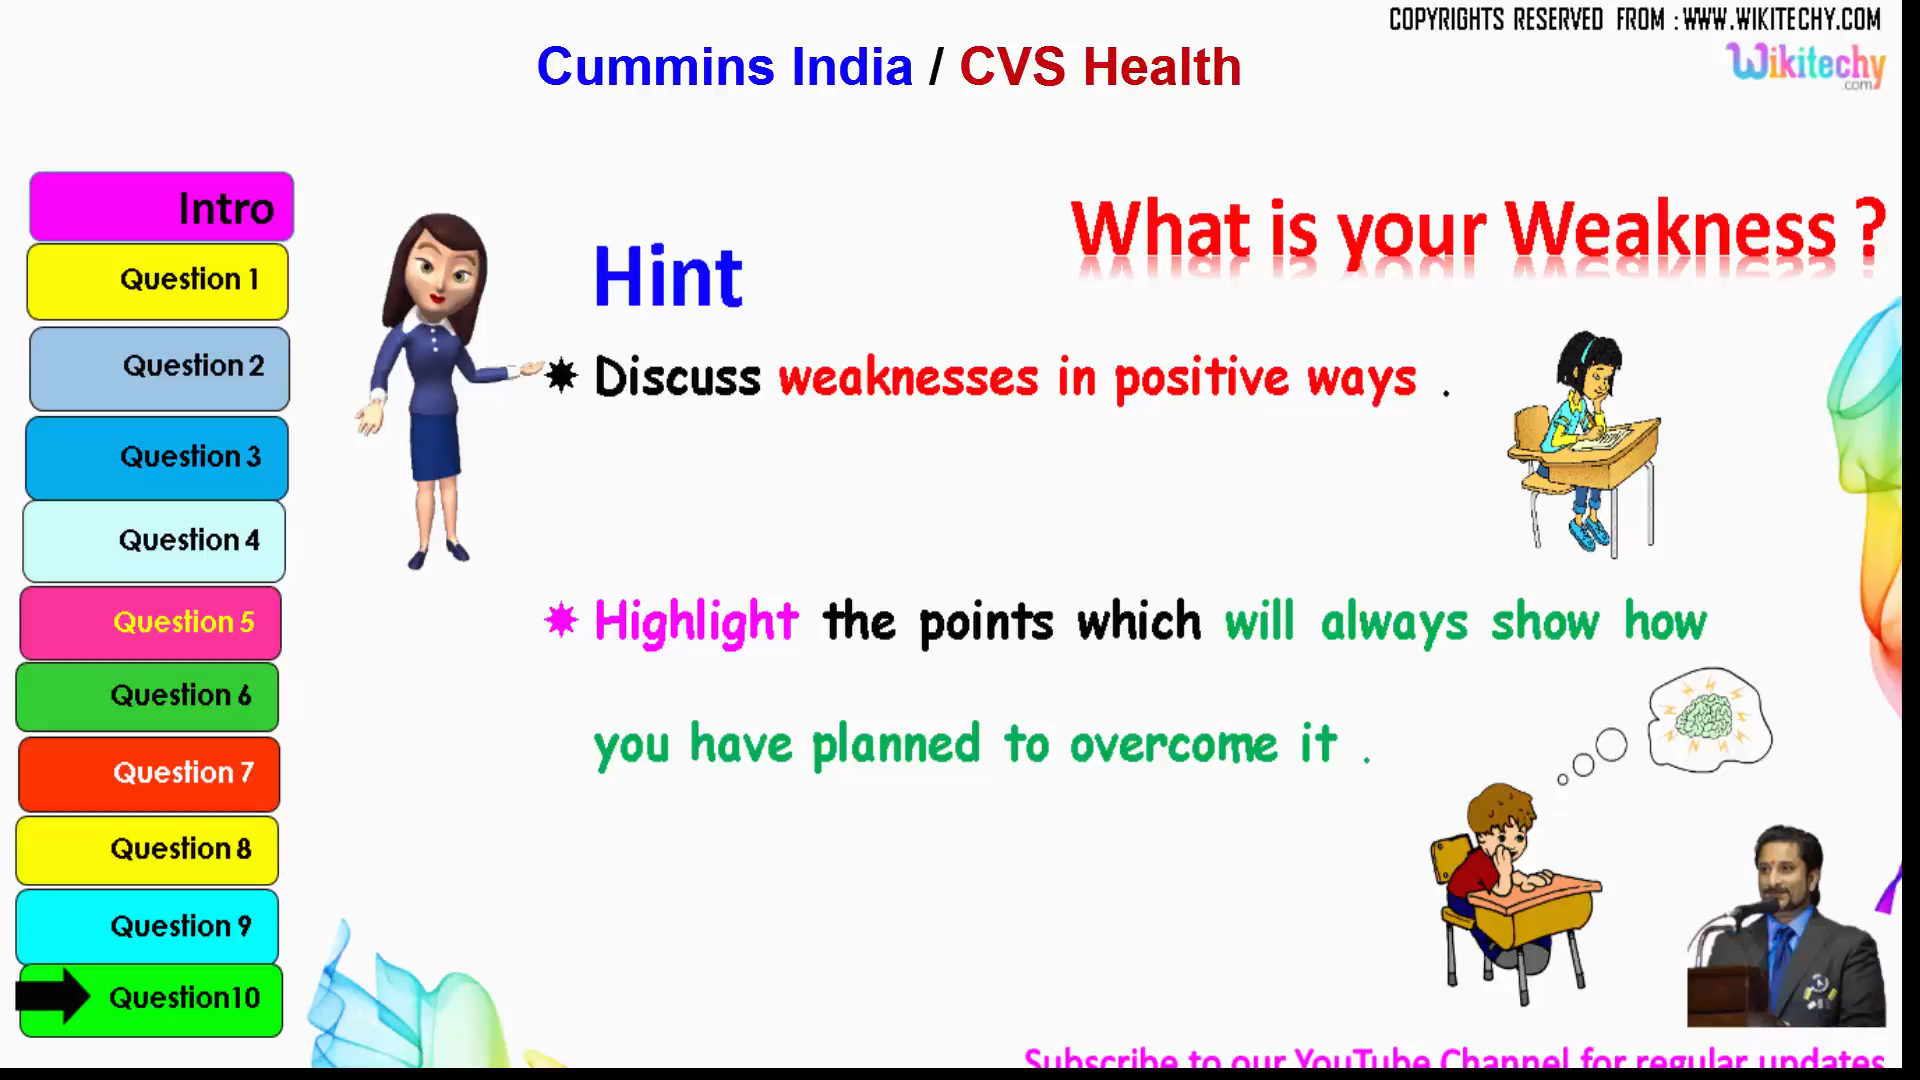 COPYRIGHTS RESERVED FROM : WWW.WIKITECHY.COM
Cummins India / CVS Health
Wikitechy
.com
Intro
Question 1
Question 2
Question 3
Question 4
Question 5
Question 6
Question 7
Question 8
Question 9
Question10
What is your Weakness ?
Hint
Discuss weaknesses in positive ways .
Highlight the points which will always show how
you have planned to overcome it .
Subscribe to our YouTube Channel for regular updates